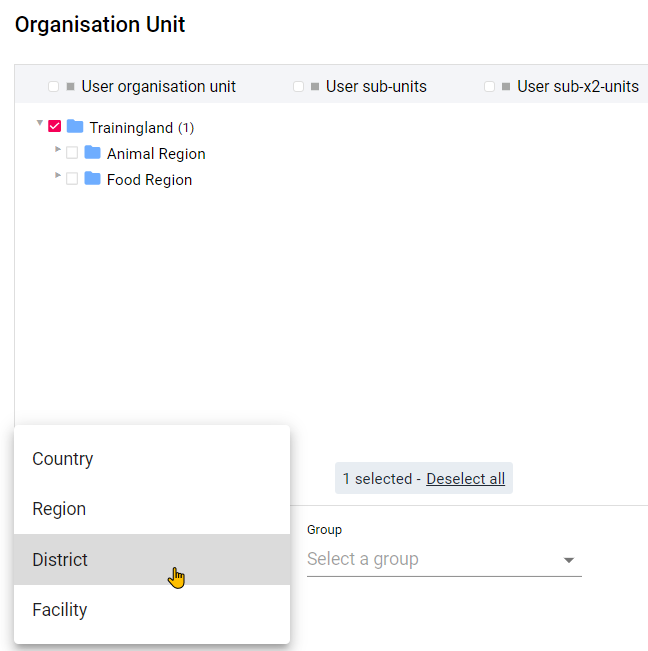 Organisation Unit
User organisation unit User sub-units User sub-x2-units
Trainingland (1)
Animal Region
Food Region
Country
1 selected - Deselect all
Region
Group
District
Select a group
Facility